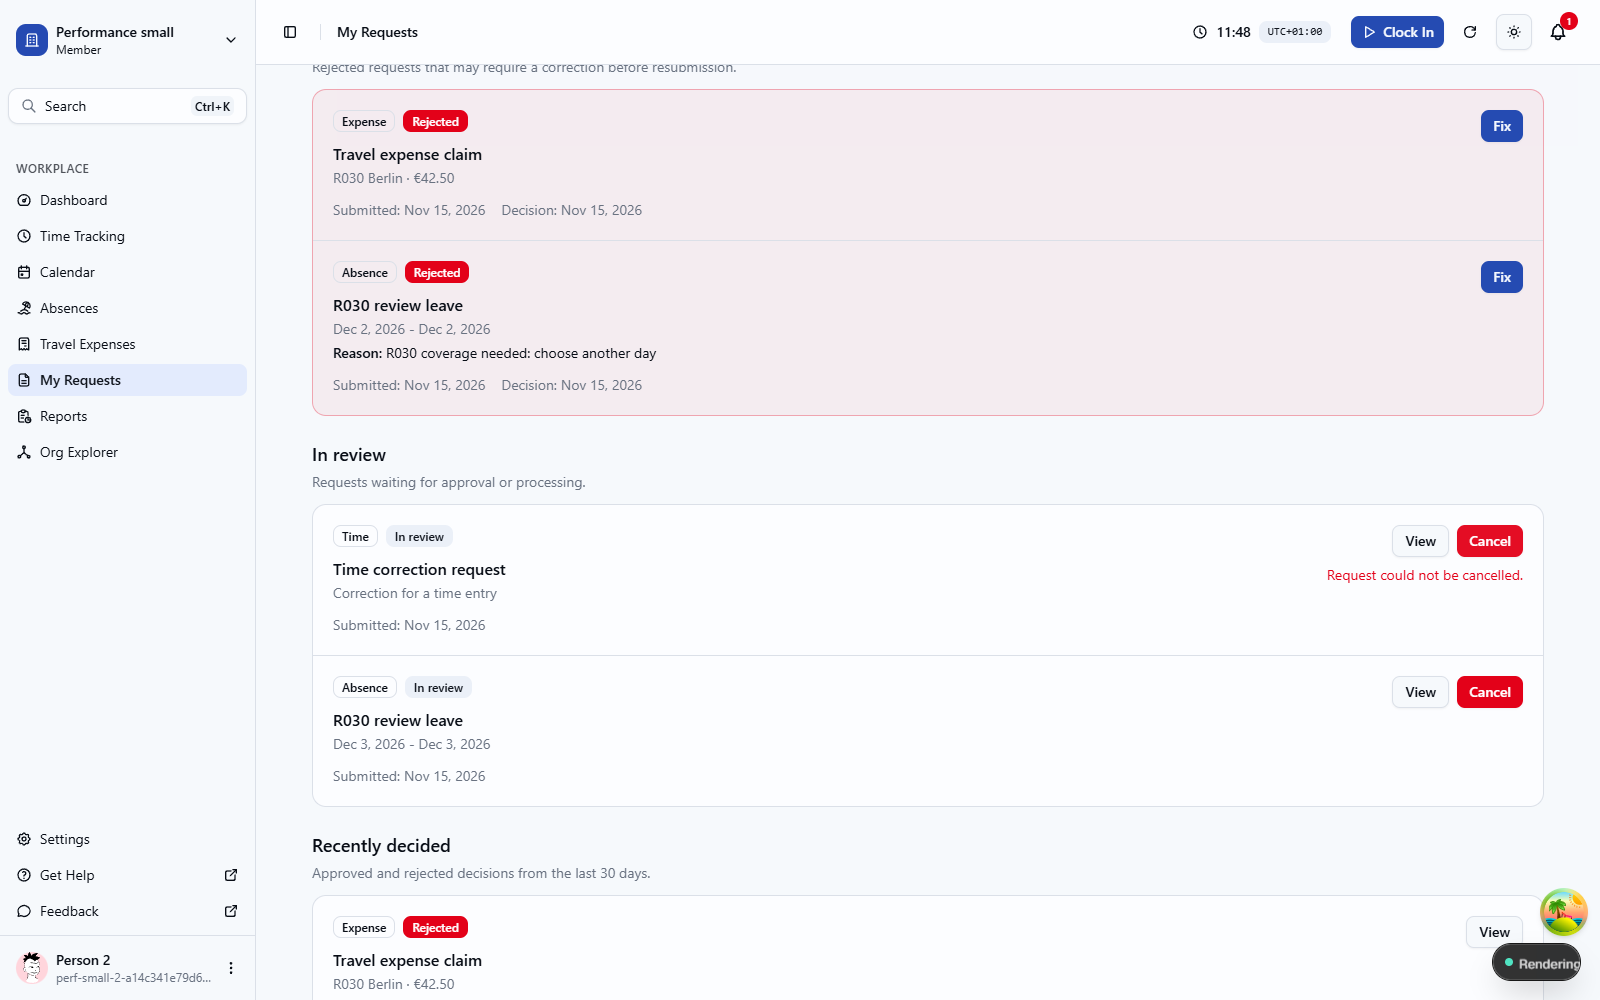 Performance small
Member
Search
Ctrl+K
WORKPLACE
Dashboard
Time Tracking
Calendar
Absences
Travel Expenses
My Requests
Reports
Org Explorer
Settings
Get Help
Feedback
Person 2
perf-small-2-a14c341e79d6...
My Requests
11:48
UTC+01:00
Clock In
1
Rejected requests that may require a correction before resubmission.
Expense
Rejected
Fix
Travel expense claim
R030 Berlin · €42.50
Submitted: Nov 15, 2026
Decision: Nov 15, 2026
Absence
Rejected
Fix
R030 review leave
Dec 2, 2026 - Dec 2, 2026
Reason: R030 coverage needed: choose another day
Submitted: Nov 15, 2026
Decision: Nov 15, 2026
In review
Requests waiting for approval or processing.
Time
In review
View
Cancel
Time correction request
Request could not be cancelled.
Correction for a time entry
Submitted: Nov 15, 2026
Absence
In review
View
Cancel
R030 review leave
Dec 3, 2026 - Dec 3, 2026
Submitted: Nov 15, 2026
Recently decided
Approved and rejected decisions from the last 30 days.
Expense
Rejected
View
Travel expense claim
R030 Berlin · €42.50
Rendering